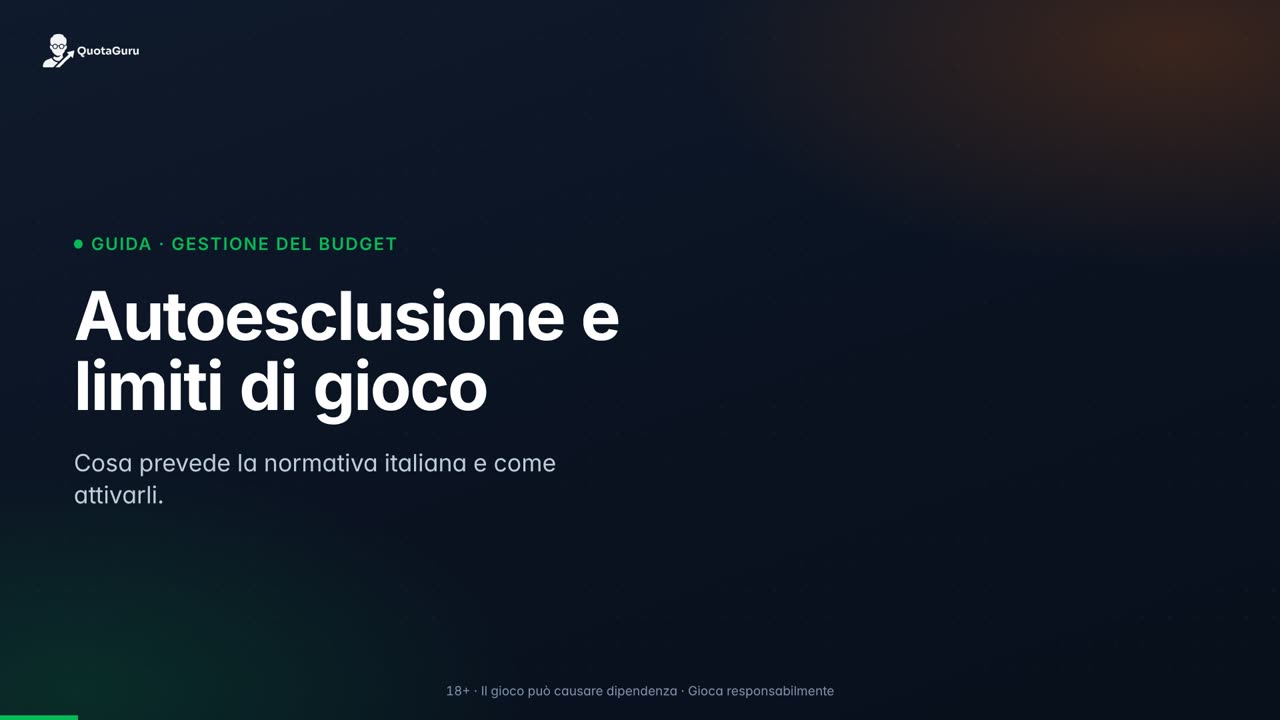 QuotaGuru
GUIDA · GESTIONE DEL BUDGET
Autoesclusione e
limiti di gioco
Cosa prevede la normativa italiana e come
attivarli.
18+ · Il gioco può causare dipendenza · Gioca responsabilmente